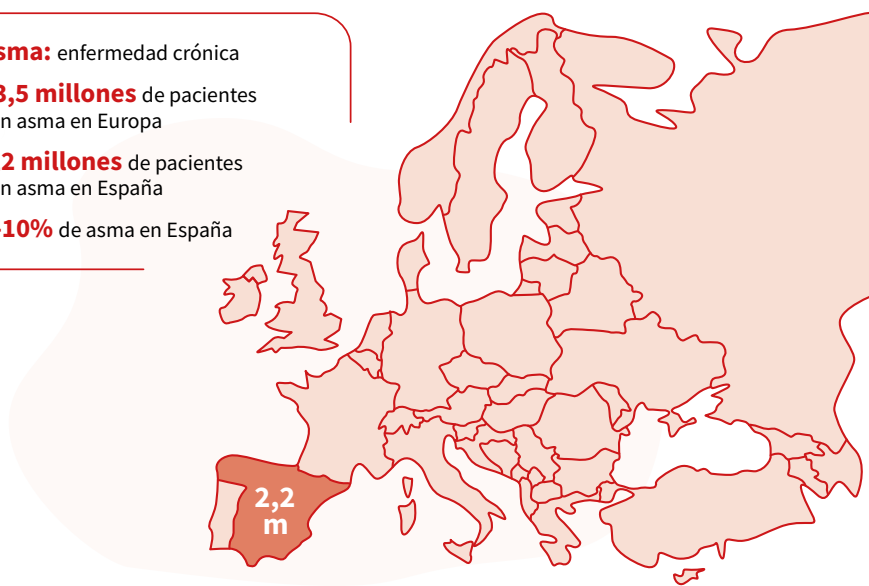 sma: enfermedad crónica
3,5 millones de pacientes
n asma en Europa
2 millones de pacientes
n asma en España
-10% de asma en España
2,2
m